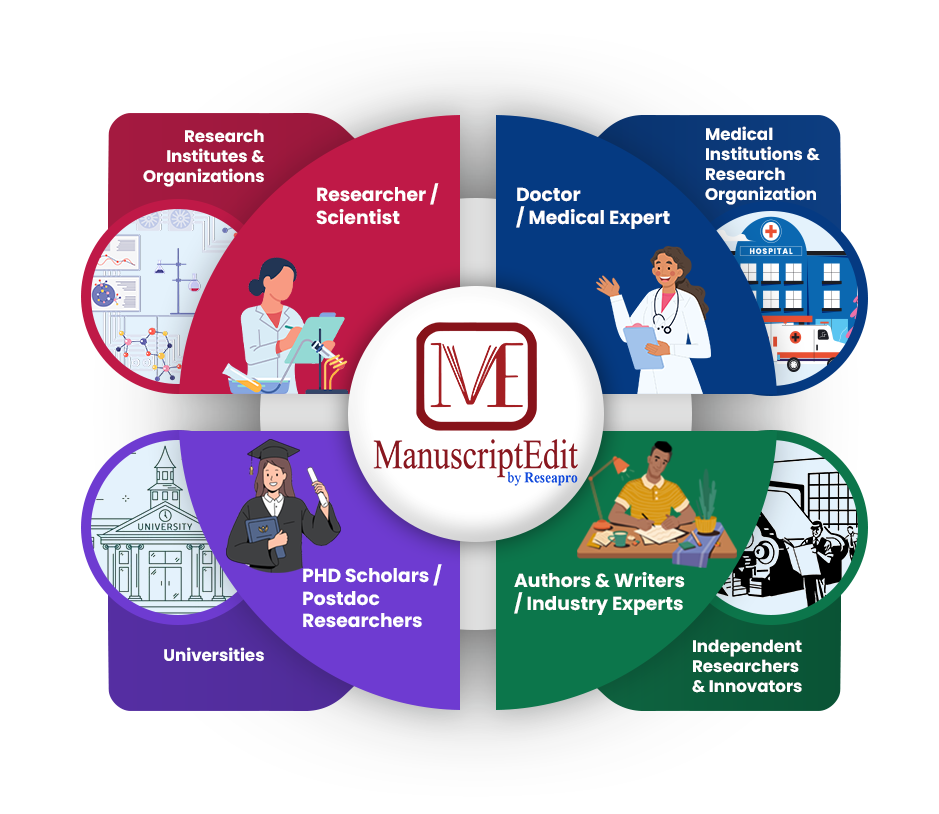 Research
Institutes &
Organizations
Researcher /
Scientist
Doctor
/ Medical Expert
Medical
Institutions &
Research
Organization
HOSPITAL
ME
ManuscriptEdit
by Reseapro
UNIVERSITY
PHD Scholars /
Postdoc
Researchers
Universities
Authors & Writers
/ Industry Experts
Independent
Researchers
& Innovators